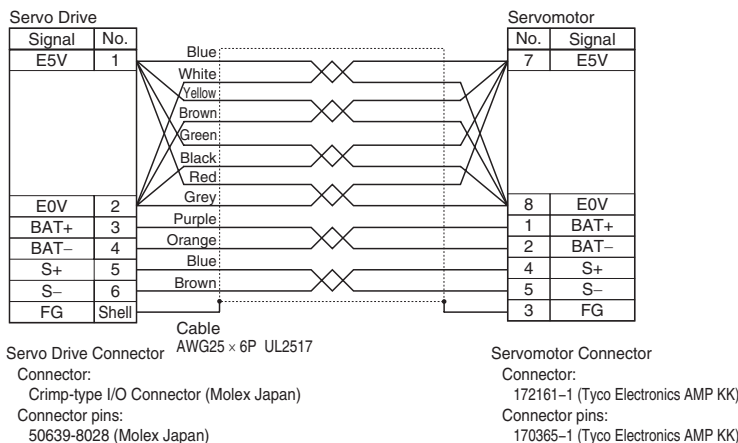 Servo Drive
Servomotor
Signal No.
E5V 1
E0V 2
BAT+ 3
BAT− 4
S+ 5
S− 6
FG Shell
Blue
White
Yellow
Brown
Green
Black
Red
Grey
Purple
Orange
Blue
Brown
No. Signal
7 E5V
8 E0V
1 BAT+
2 BAT−
4 S+
5 S−
3 FG
Cable
AWG25 × 6P UL2517
Servo Drive Connector
Connector:
Crimp-type I/O Connector (Molex Japan)
Connector pins:
50639-8028 (Molex Japan)
Servomotor Connector
Connector:
172161−1 (Tyco Electronics AMP KK)
Connector pins:
170365−1 (Tyco Electronics AMP KK)